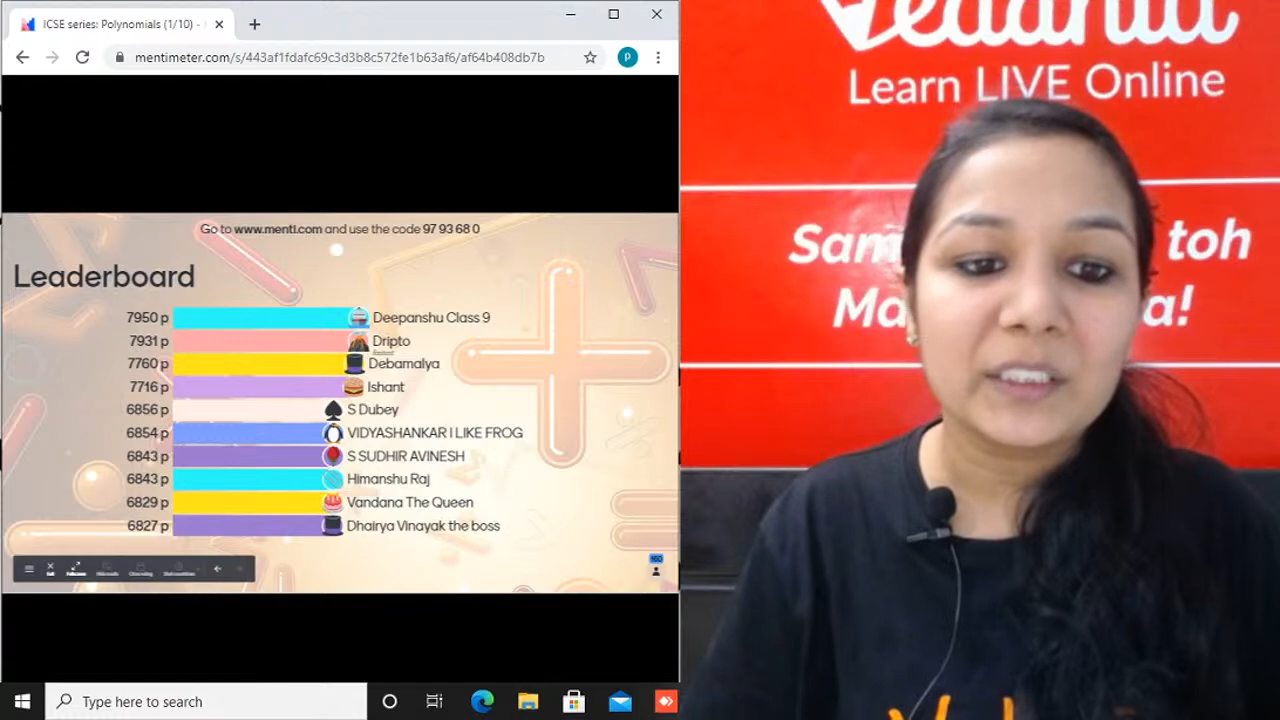 ICSE series: Polynomials (1/10) -
mentimeter.com/s/443af1fdafc69c3d3b8c572fe1b63af6/af64b408db7b
p
Go to www.menti.com and use the code 97 93 68 0
Leaderboard
7950 p Deepanshu Class 9
7931 p Dripto
fastest
7760 p Debamalya
7716 p Ishant
6856 p S Dubey
6854 p VIDYASHANKAR I LIKE FROG
6843 p S SUDHIR AVINESH
6843 p Himanshu Raj
6829 p Vandana The Queen
6827 p Dhairya Vinayak the boss
Type here to search
Vedantu
Learn LIVE Online
toh
a!